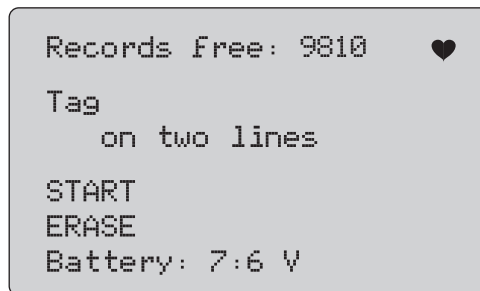 Records free: 9810 ♥
Tag
on two lines
START
ERASE
Battery: 7:6 V